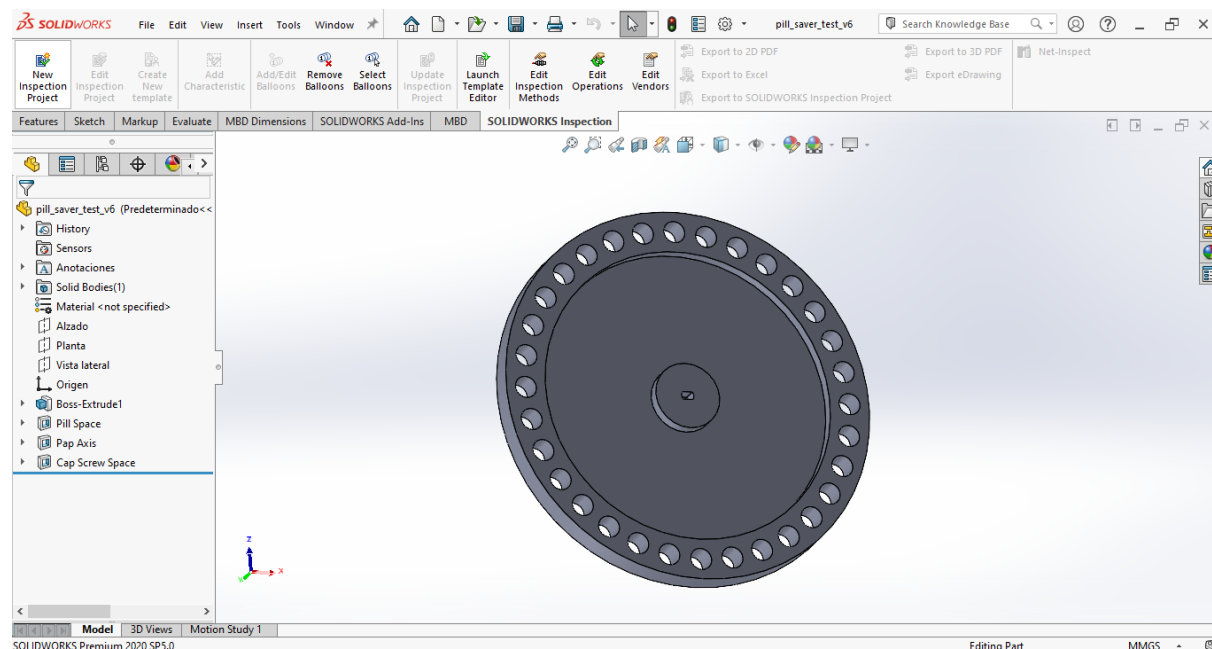 SOLIDWORKS File Edit View Insert Tools Window pill_saver_test_v6 Search Knowledge Base
New Inspection Project
Edit Inspection Project
Create New template
Add Characteristic
Add/Edit Balloons
Remove Balloons
Select Balloons
Update Inspection Project
Launch Template Editor
Edit Inspection Methods
Edit Operations
Edit Vendors
Export to 2D PDF
Export to Excel
Export to SOLIDWORKS Inspection Project
Export to 3D PDF
Export eDrawing
Net-Inspect
Features Sketch Markup Evaluate MBD Dimensions SOLIDWORKS Add-Ins MBD SOLIDWORKS Inspection
pill_saver_test_v6 (Predeterminado<<
History
Sensors
Anotaciones
Solid Bodies(1)
Material <not specified>
Alzado
Planta
Vista lateral
Origen
Boss-Extrude1
Pill Space
Pap Axis
Cap Screw Space
z
x
Model 3D Views Motion Study 1
SOLIDWORKS Premium 2020 SP5.0 Editing Part MMGS